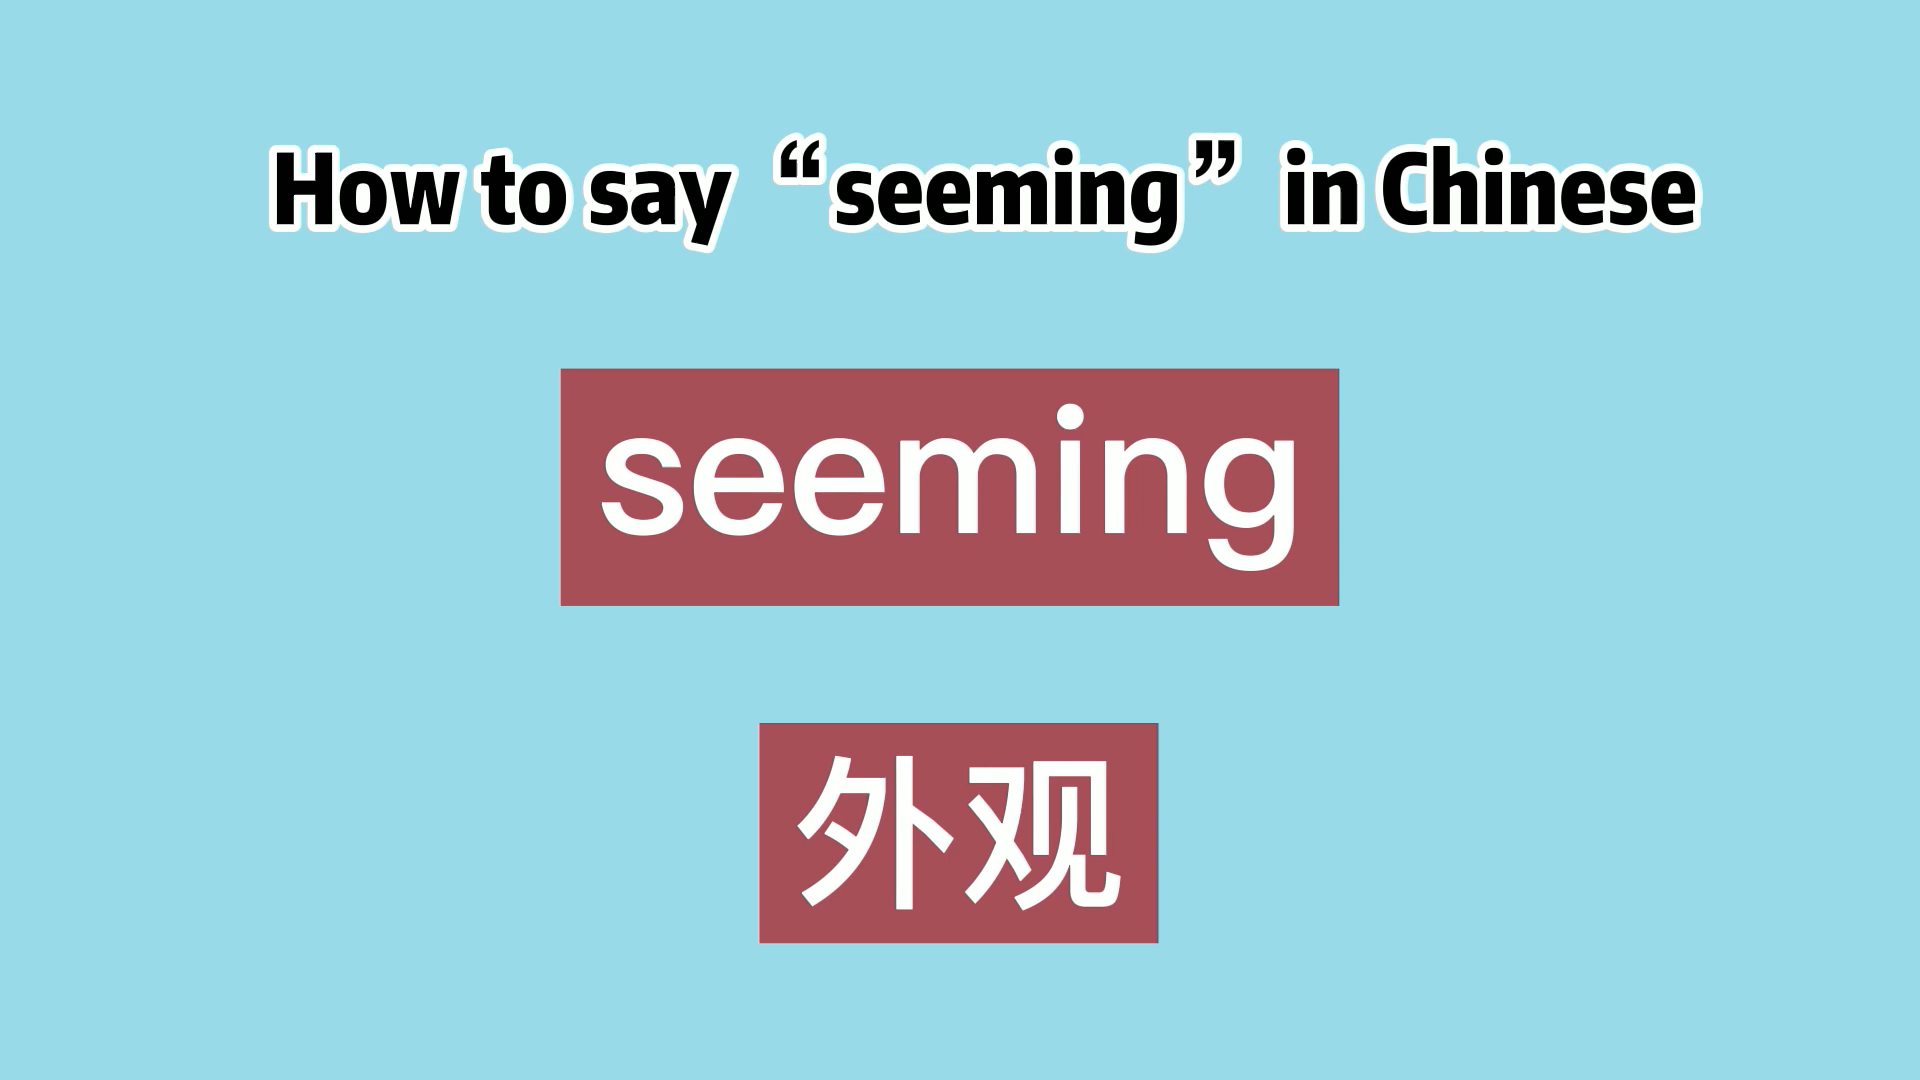 How to say “seeming” in Chinese
seeming
外观